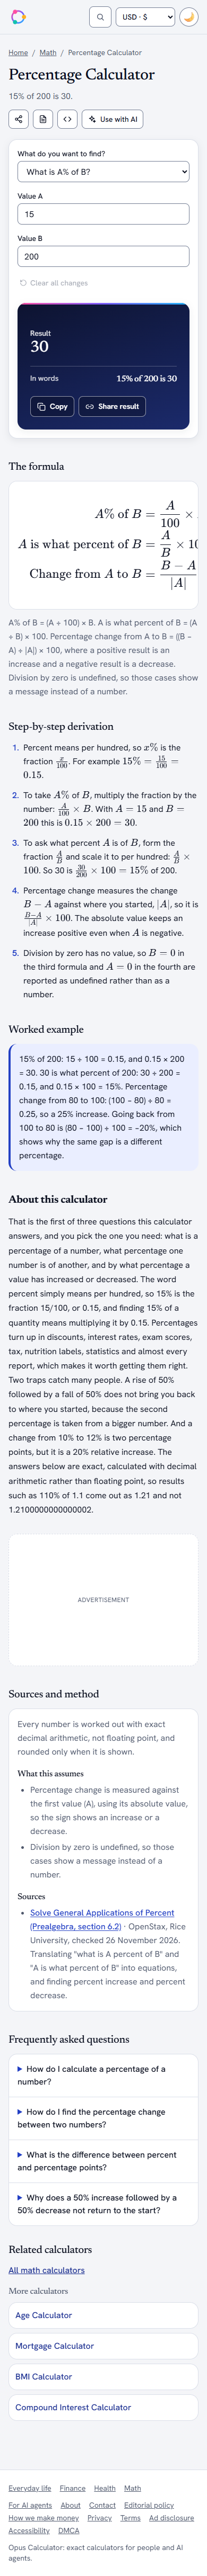 USD · $
Home / Math / Percentage Calculator
Percentage Calculator
15% of 200 is 30.
Use with AI
What do you want to find?
What is A% of B?
Value A
15
Value B
200
Clear all changes
Result
30
In words 15% of 200 is 30
Copy Share result
The formula
A% of B = A/100 ×
A is what percent of B = A/B × 10
Change from A to B = B − A/|A|
A% of B = (A ÷ 100) × B. A is what percent of B = (A
÷ B) × 100. Percentage change from A to B = ((B −
A) ÷ |A|) × 100, where a positive result is an
increase and a negative result is a decrease.
Division by zero is undefined, so those cases show
a message instead of a number.
Step-by-step derivation
1. Percent means per hundred, so x% is the
fraction x/100. For example 15% = 15/100 =
0.15.
2. To take A% of B, multiply the fraction by the
number: A/100 × B. With A = 15 and B =
200 this is 0.15 × 200 = 30.
3. To ask what percent A is of B, form the
fraction A/B and scale it to per hundred: A/B ×
100. So 30 is 30/200 × 100 = 15% of 200.
4. Percentage change measures the change
B − A against where you started, |A|, so it is
B−A/|A| × 100. The absolute value keeps an
increase positive even when A is negative.
5. Division by zero has no value, so B = 0 in
the third formula and A = 0 in the fourth are
reported as undefined rather than as a
number.
Worked example
15% of 200: 15 ÷ 100 = 0.15, and 0.15 × 200
= 30. 30 is what percent of 200: 30 ÷ 200 =
0.15, and 0.15 × 100 = 15%. Percentage
change from 80 to 100: (100 − 80) ÷ 80 =
0.25, so a 25% increase. Going back from
100 to 80 is (80 − 100) ÷ 100 = −20%, which
shows why the same gap is a different
percentage.
About this calculator
That is the first of three questions this calculator
answers, and you pick the one you need: what is a
percentage of a number, what percentage one
number is of another, and by what percentage a
value has increased or decreased. The word
percent simply means per hundred, so 15% is the
fraction 15/100, or 0.15, and finding 15% of a
quantity means multiplying it by 0.15. Percentages
turn up in discounts, interest rates, exam scores,
tax, nutrition labels, statistics and almost every
report, which makes it worth getting them right.
Two traps catch many people. A rise of 50%
followed by a fall of 50% does not bring you back
to where you started, because the second
percentage is taken from a bigger number. And a
change from 10% to 12% is two percentage
points, but it is a 20% relative increase. The
answers below are exact, calculated with decimal
arithmetic rather than floating point, so results
such as 110% of 1.1 come out as 1.21 and not
1.2100000000000002.
ADVERTISEMENT
Sources and method
Every number is worked out with exact
decimal arithmetic, not floating point, and
rounded only when it is shown.
What this assumes
• Percentage change is measured against
the first value (A), using its absolute value,
so the sign shows an increase or a
decrease.
• Division by zero is undefined, so those
cases show a message instead of a
number.
Sources
• Solve General Applications of Percent
(Prealgebra, section 6.2) · OpenStax, Rice
University, checked 26 November 2026.
Translating "what is A percent of B" and
"A is what percent of B" into equations,
and finding percent increase and percent
decrease.
Frequently asked questions
How do I calculate a percentage of a
number?
How do I find the percentage change
between two numbers?
What is the difference between percent
and percentage points?
Why does a 50% increase followed by a
50% decrease not return to the start?
Related calculators
All math calculators
More calculators
Age Calculator
Mortgage Calculator
BMI Calculator
Compound Interest Calculator
Everyday life Finance Health Math
For AI agents About Contact Editorial policy
How we make money Privacy Terms Ad disclosure
Accessibility DMCA
Opus Calculator: exact calculators for people and AI
agents.